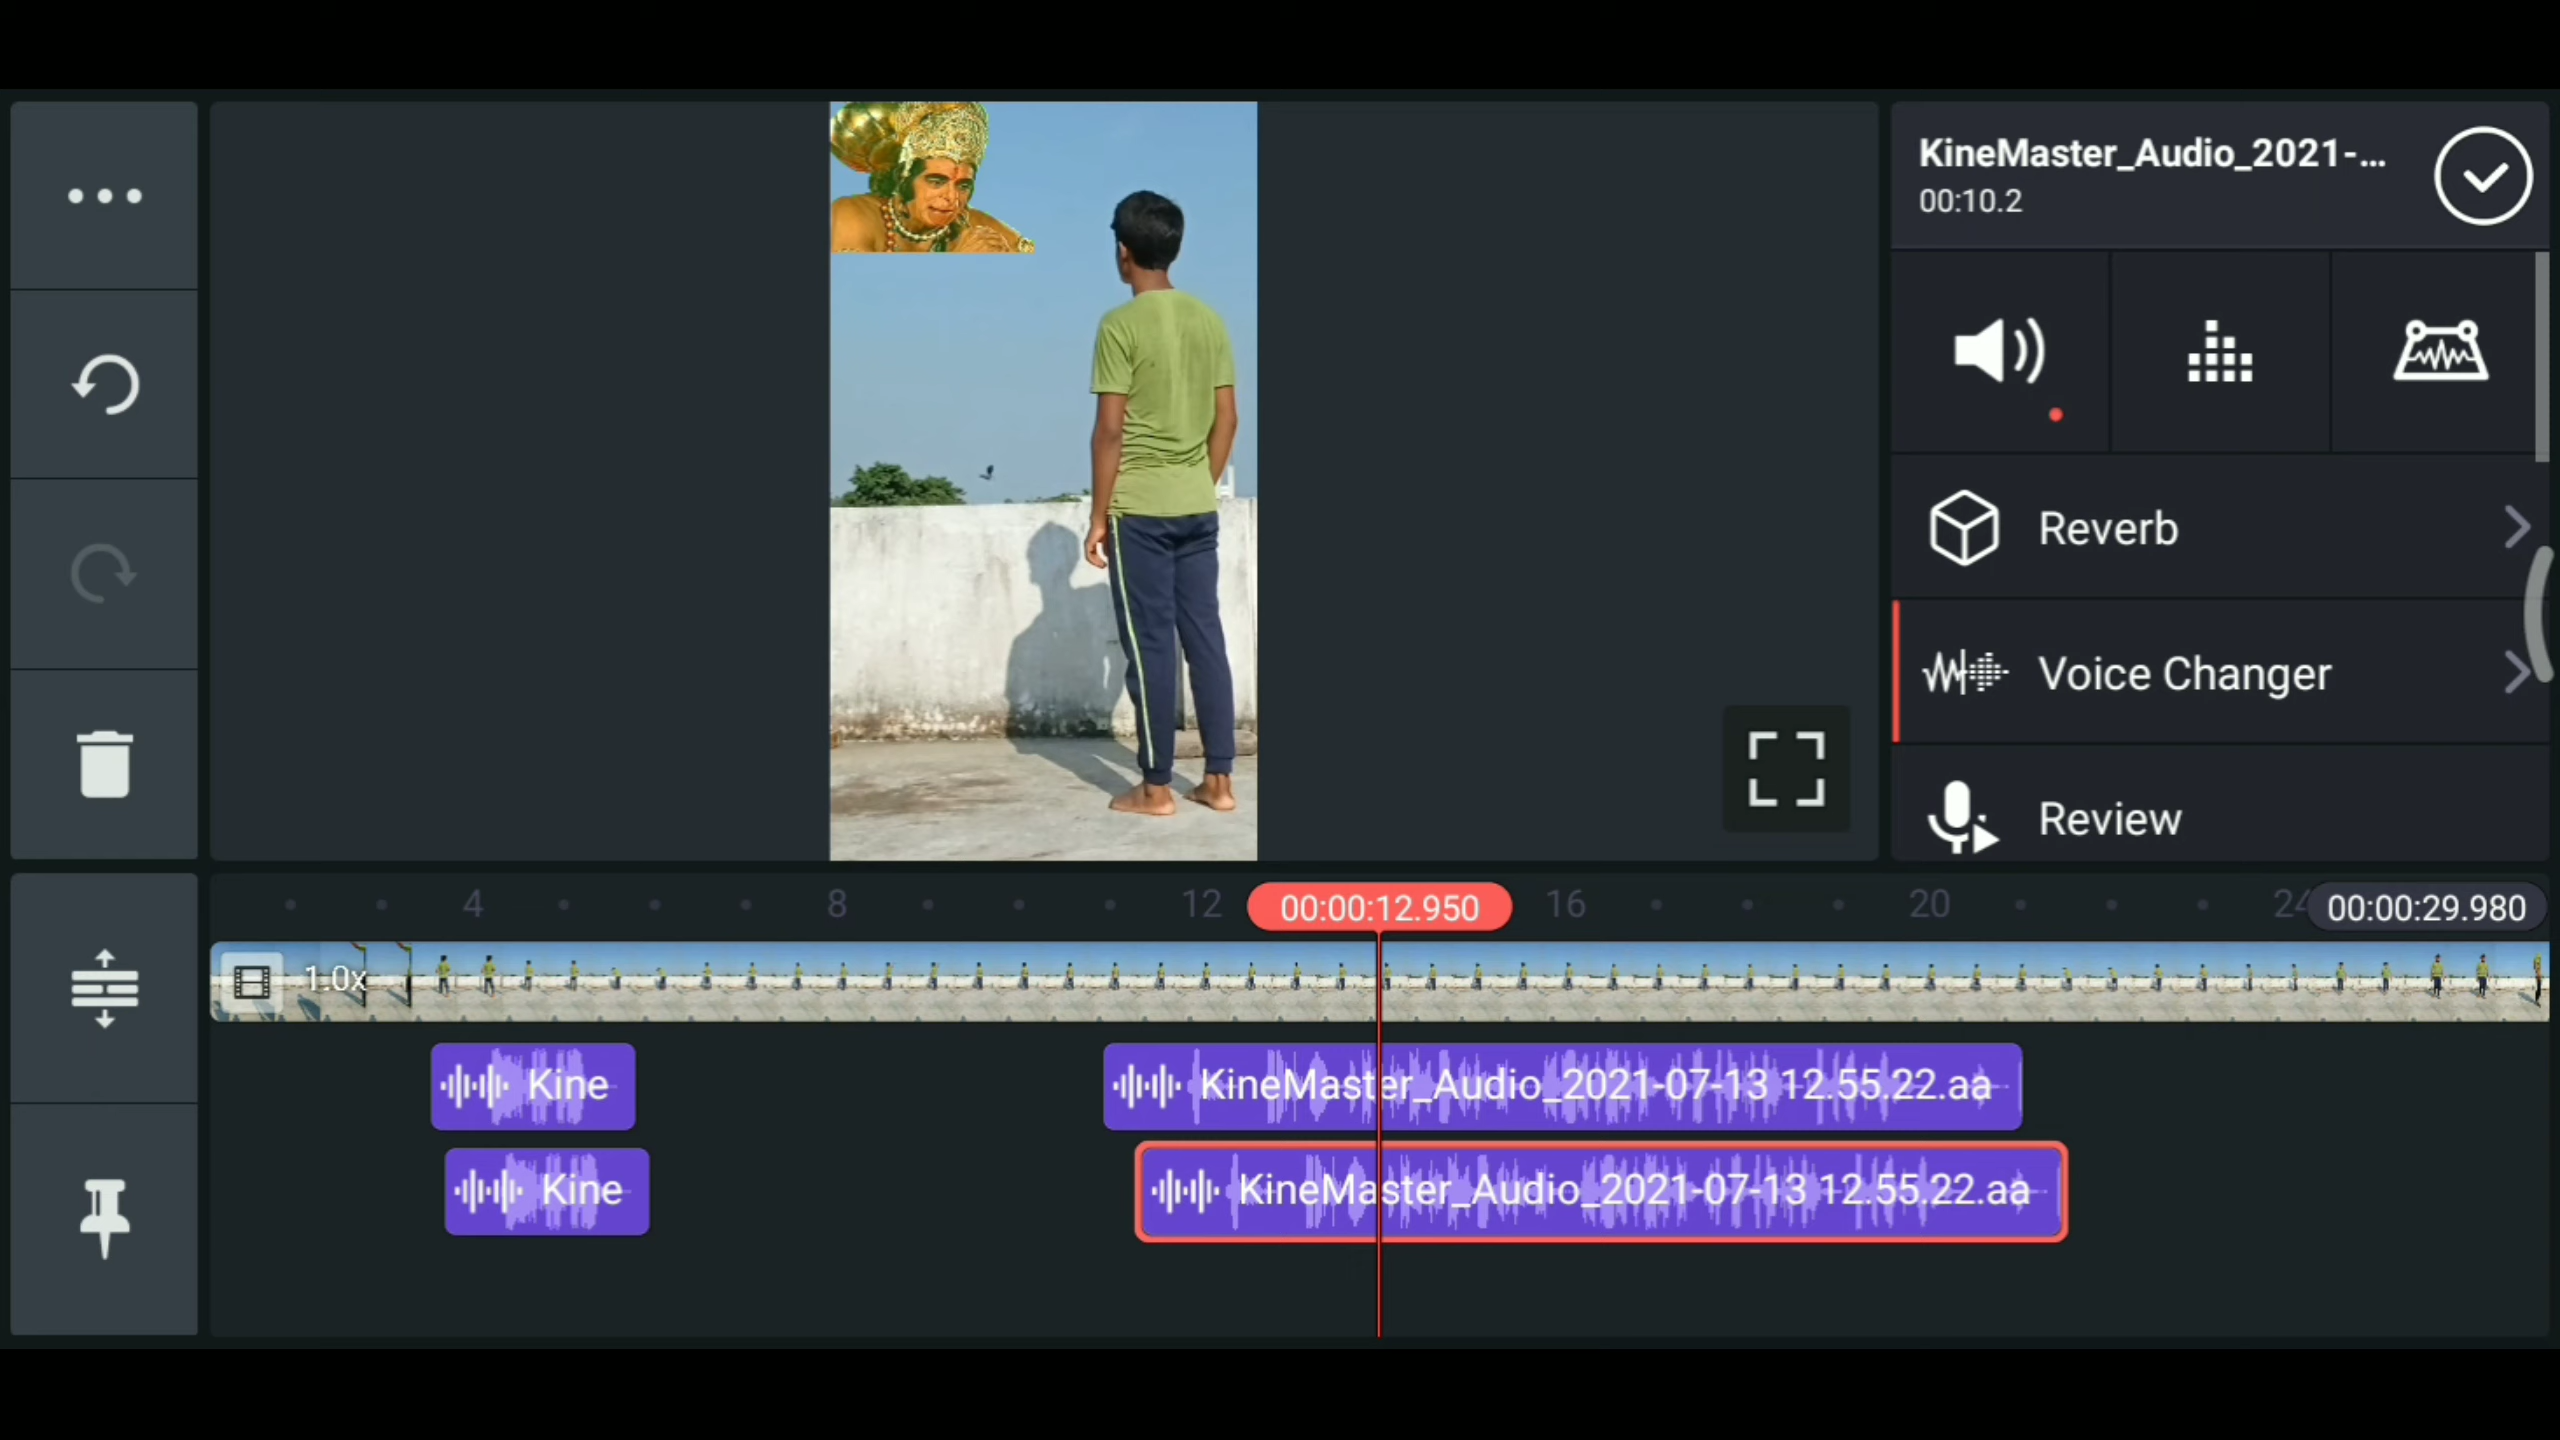 KineMaster_Audio_2021-...
00:10.2
Reverb
Voice Changer
Review
4 8 12 00:00:12.950 16 20 24 00:00:29.980
1.0x
Kine KineMaster_Audio_2021-07-13 12.55.22.aa
Kine KineMaster_Audio_2021-07-13 12.55.22.aa